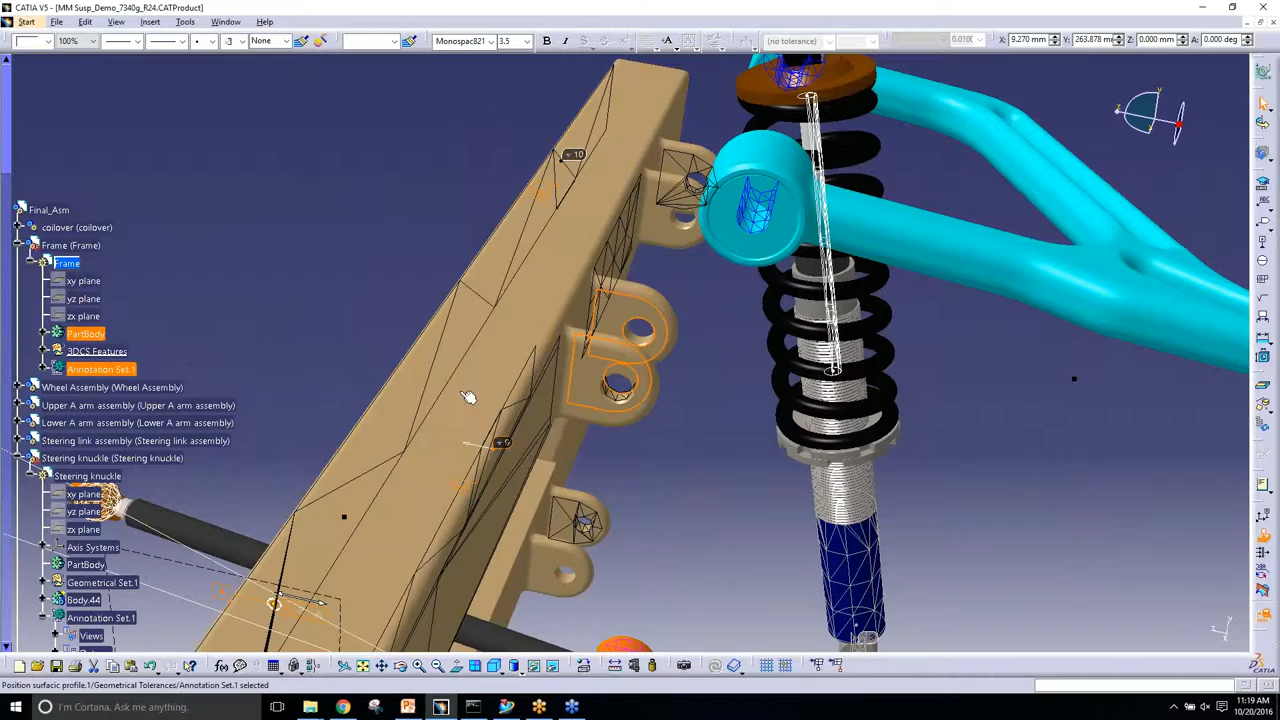 CATIA V5 - [MM Susp_Demo_7340g_R24.CATProduct]
Start File Edit View Insert Tools Window Help
100% None Monospac821 3.5 B I S A A (no tolerance) 0.0100 X: 9.270 mm Y: 263.878 m Z: 0.000 mm A: 0.000 deg
10
Final_Asm
coilover (coilover)
Frame (Frame)
Frame
xy plane
yz plane
zx plane
PartBody
3DCS Features
Annotation Set.1
Wheel Assembly (Wheel Assembly)
Upper A arm assembly (Upper A arm assembly)
Lower A arm assembly (Lower A arm assembly)
Steering link assembly (Steering link assembly)
Steering knuckle (Steering knuckle)
Steering knuckle
xy plane
yz plane
zx plane
Axis Systems
PartBody
Geometrical Set.1
Body.44
Annotation Set.1
Views
f(x)
Position surfacic profile.1/Geometrical Tolerances/Annotation Set.1 selected
I'm Cortana. Ask me anything.
11:19 AM
10/20/2016